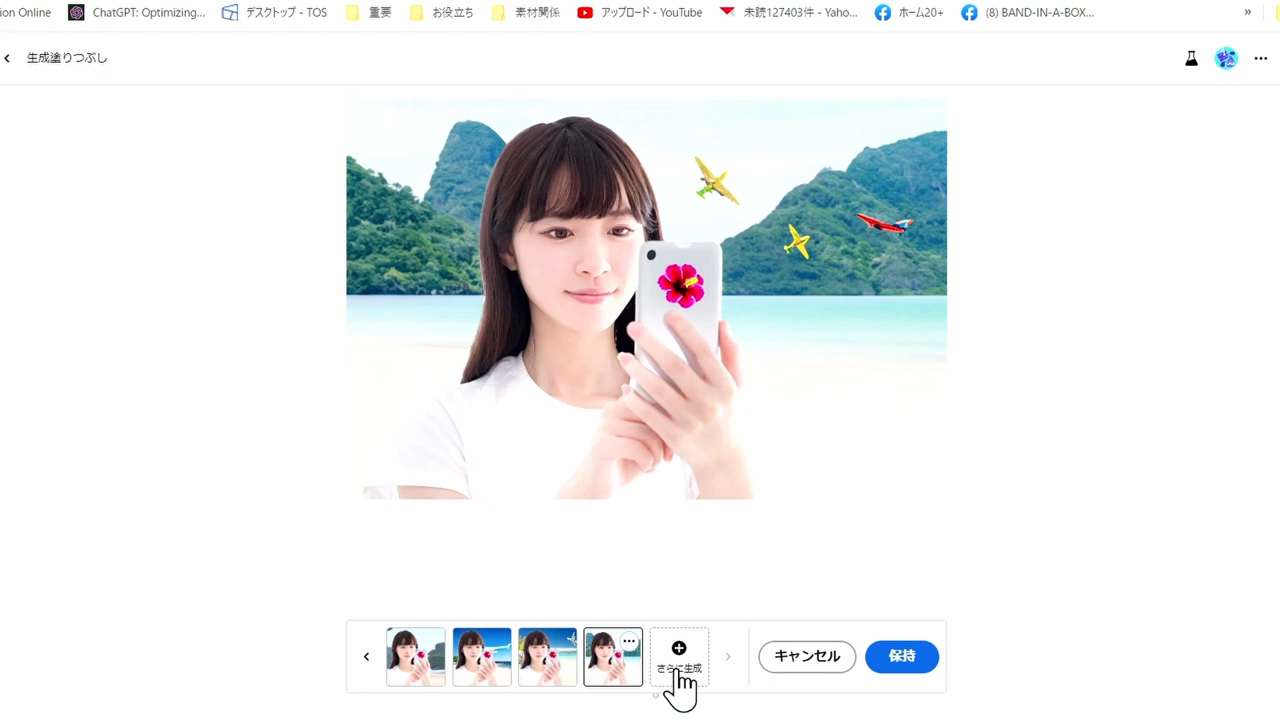 ion Online
ChatGPT: Optimizing...
デスクトップ - TOS
重要
お役立ち
素材関係
アップロード - YouTube
未読127403件 - Yaho...
ホーム20+
(8) BAND-IN-A-BOX...
»
生成塗りつぶし
さらに生成
キャンセル
保持